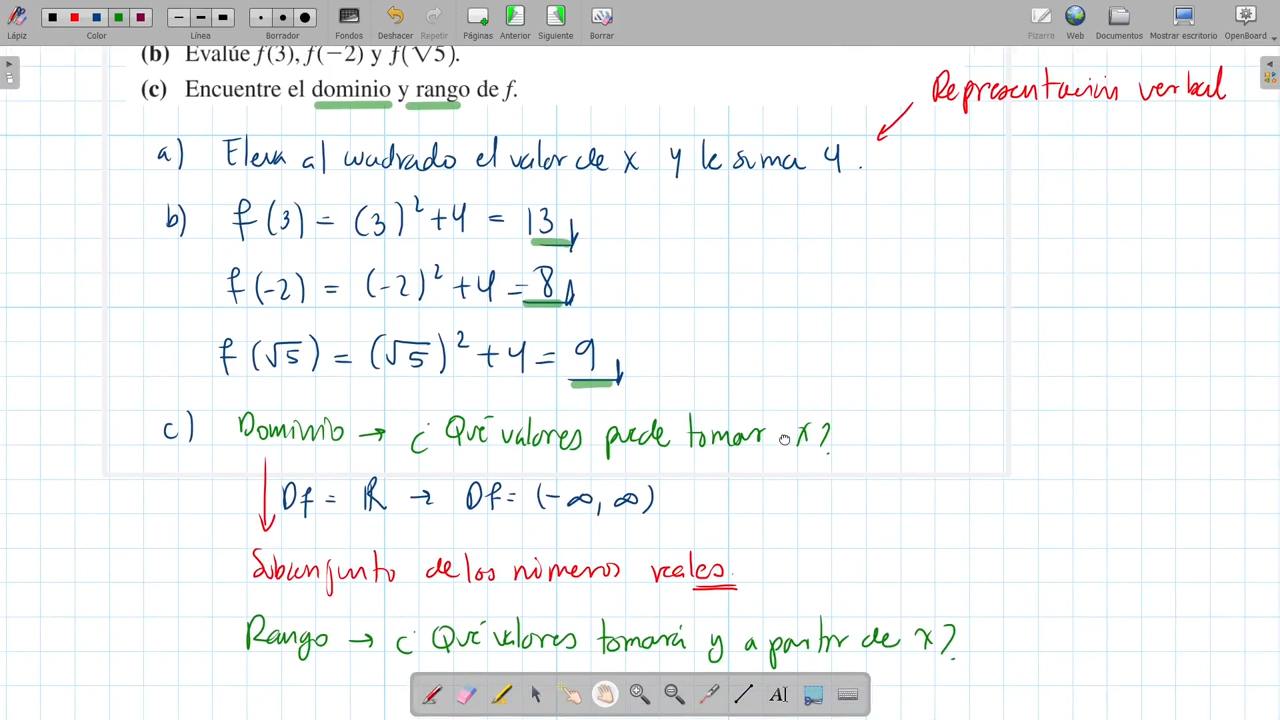 Lápiz Color Línea Borrador Fondos Deshacer Repetir Páginas Anterior Siguiente Borrar Pizarra Web Documentos Mostrar escritorio OpenBoard
(b) Evalúe f(3), f(−2) y f(√5).
(c) Encuentre el dominio y rango de f.
Representación verbal
a) Eleva al cuadrado el valor de x y le suma 4.
b) f(3) = (3)² + 4 = 13
f(-2) = (-2)² + 4 = 8
f(√5) = (√5)² + 4 = 9
c) Dominio → ¿Qué valores puede tomar x?
Df = ℝ → Df = (-∞, ∞)
Subconjunto de los números reales.
Rango → ¿Qué valores tomará y a partir de x?
AI